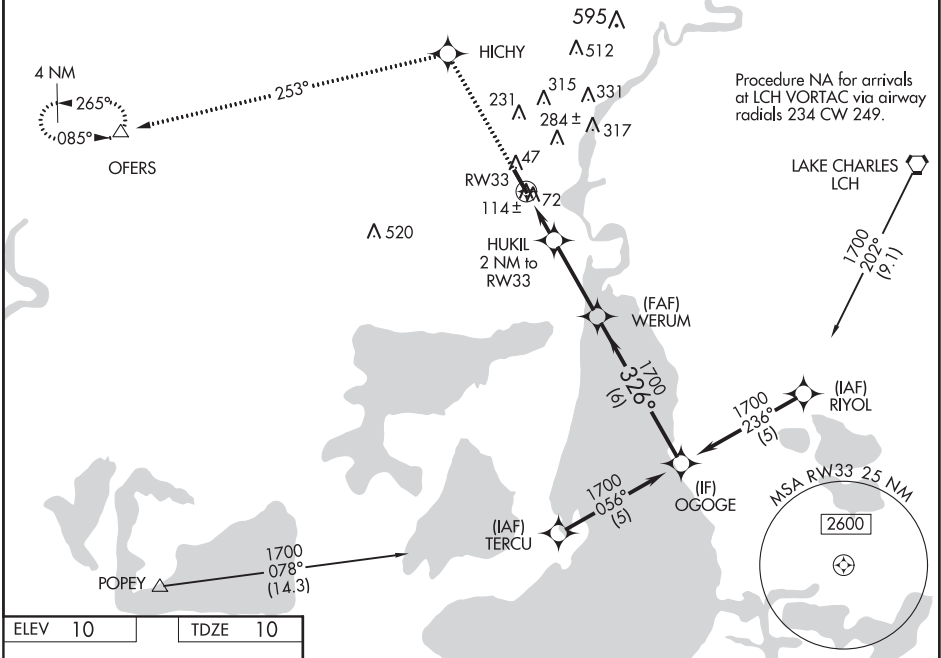 595
HICHY
512
4 NM
253°
265°
085°
OFERS
231
315
331
284 ±
317
Procedure NA for arrivals
at LCH VORTAC via airway
radials 234 CW 249.
47
RW33
72
114 ±
LAKE CHARLES
LCH
520
HUKIL
2 NM to
RW33
1700
202°
(9.1)
(FAF)
WERUM
1700
326°
(6)
(IAF)
RIYOL
1700
236°
(5)
(IF)
OGOGE
MSA RW33 25 NM
2600
1700
056°
(5)
(IAF)
TERCU
1700
078°
(14.3)
POPEY
ELEV 10
TDZE 10